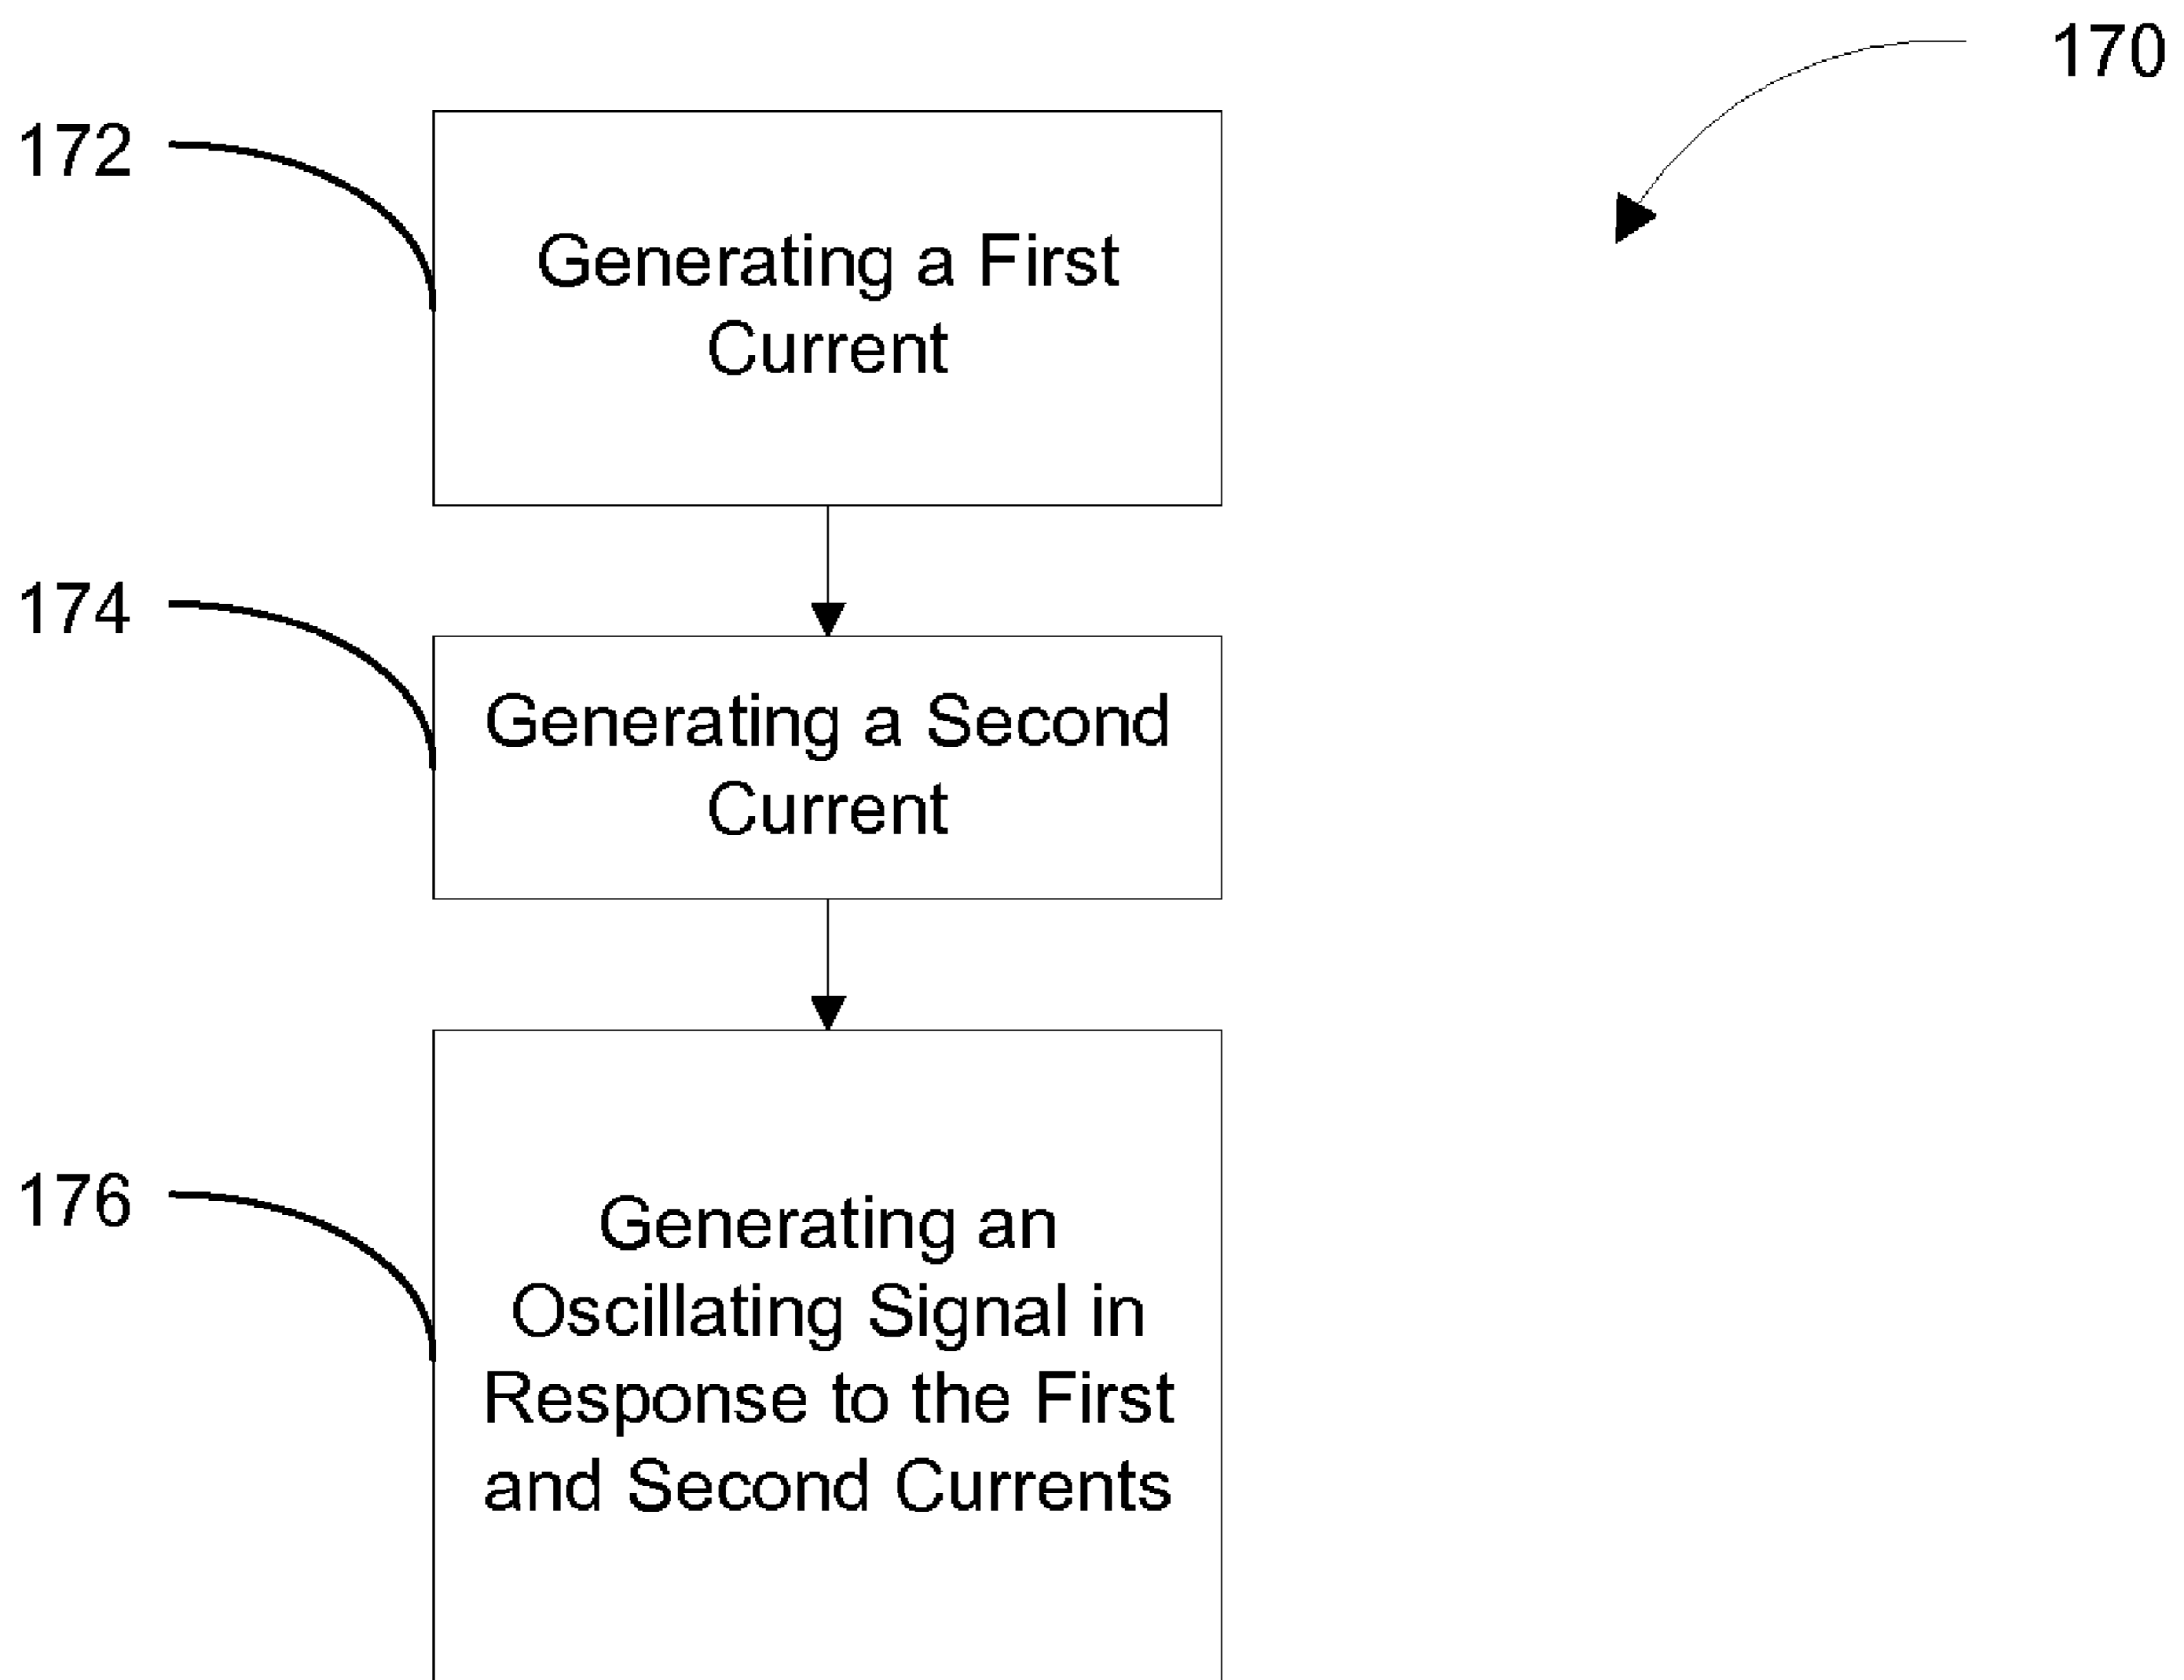 170
172
Generating a First
Current
174
Generating a Second
Current
176
Generating an
Oscillating Signal in
Response to the First
and Second Currents